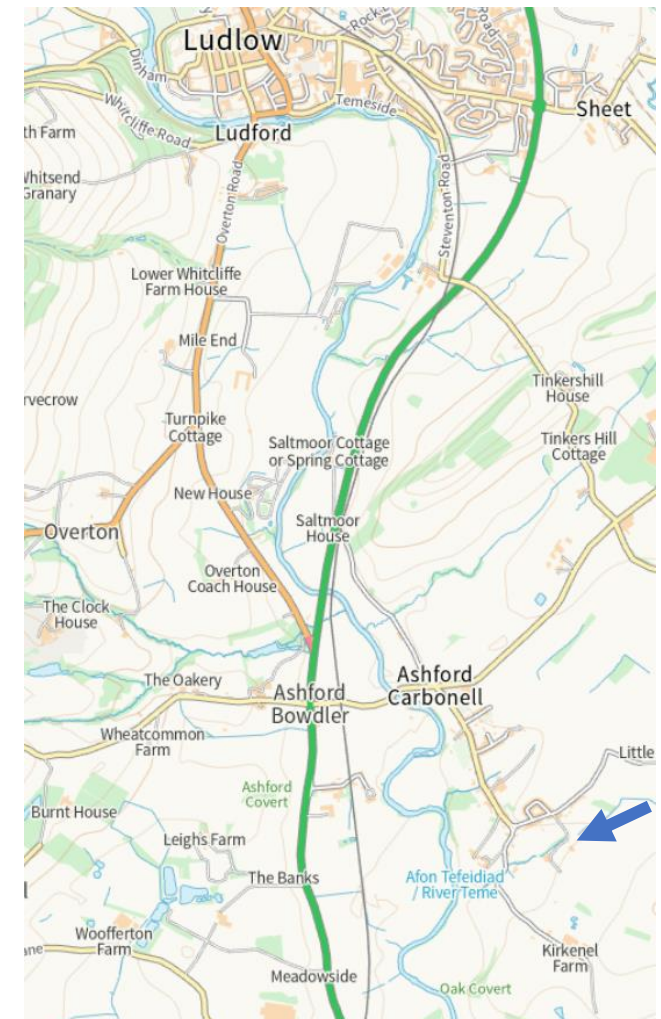 Ludlow
Rock
Road
Dinham
Sheet
Temeside
Whitcliffe Road
th Farm
Ludford
Whitsend
Granary
Overton Road
Steventon Road
Lower Whitcliffe
Farm House
Mile End
rvecrow
Tinkershill
House
Turnpike
Cottage
Saltmoor Cottage
or Spring Cottage
Tinkers Hill
Cottage
New House
Saltmoor
House
Overton
Overton
Coach House
The Clock
House
The Oakery
Ashford
Carbonell
Ashford
Bowdler
Wheatcommon
Farm
Little
Ashford
Covert
Burnt House
Leighs Farm
The Banks
Afon Tefeidiad
/ River Teme
Woofferton
Farm
ane
Kirkenel
Farm
Meadowside
Oak Covert